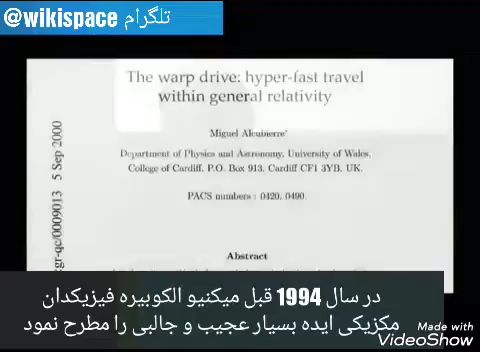 @wikispace تلگرام
The warp drive: hyper-fast travel
within general relativity
Miguel Alcubierre*
Department of Physics and Astronomy, University of Wales,
College of Cardiff, P.O. Box 913, Cardiff CF1 3YB, UK.
PACS numbers : 0420, 0490.
Abstract
gr-qc/0009013 5 Sep 2000
در سال 1994 قبل میکنیو الکوبیره فیزیکدان
مکزیکی ایده بسیار عجیب و جالبی را مطرح نمود
Made with
VideoShow